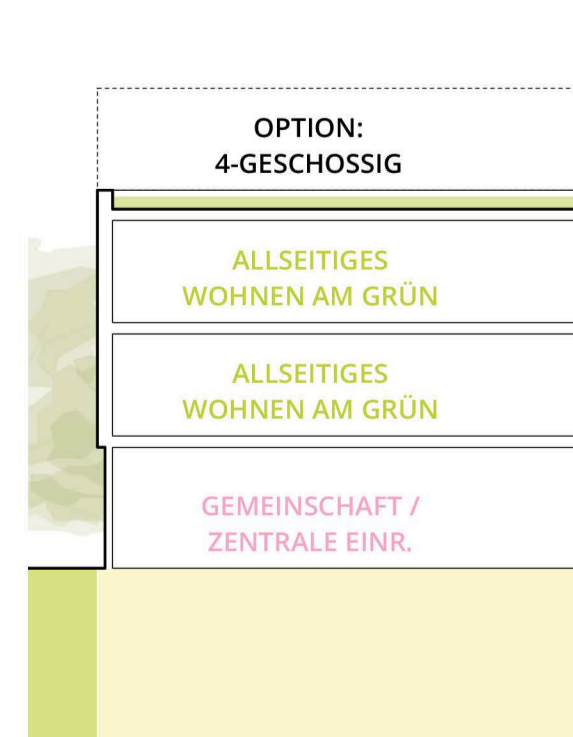 OPTION:
4-GESCHOSSIG
ALLSEITIGES
WOHNEN AM GRÜN
ALLSEITIGES
WOHNEN AM GRÜN
GEMEINSCHAFT /
ZENTRALE EINR.